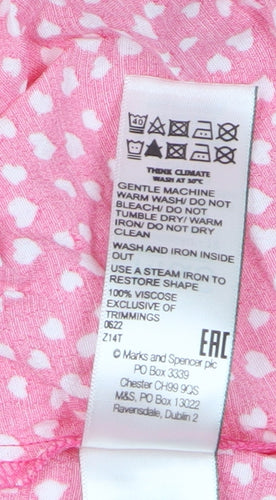 40
THINK CLIMATE
WASH AT 30°C
GENTLE MACHINE
WARM WASH/ DO NOT
BLEACH/ DO NOT
TUMBLE DRY/ WARM
IRON/ DO NOT DRY
CLEAN
WASH AND IRON INSIDE
OUT
USE A STEAM IRON TO
RESTORE SHAPE
100% VISCOSE
EXCLUSIVE OF
TRIMMINGS
0622
Z14T
EAC
© Marks and Spencer plc
PO Box 3339
Chester CH99 9QS
M&S, PO Box 13022
Ravensdale, Dublin 2